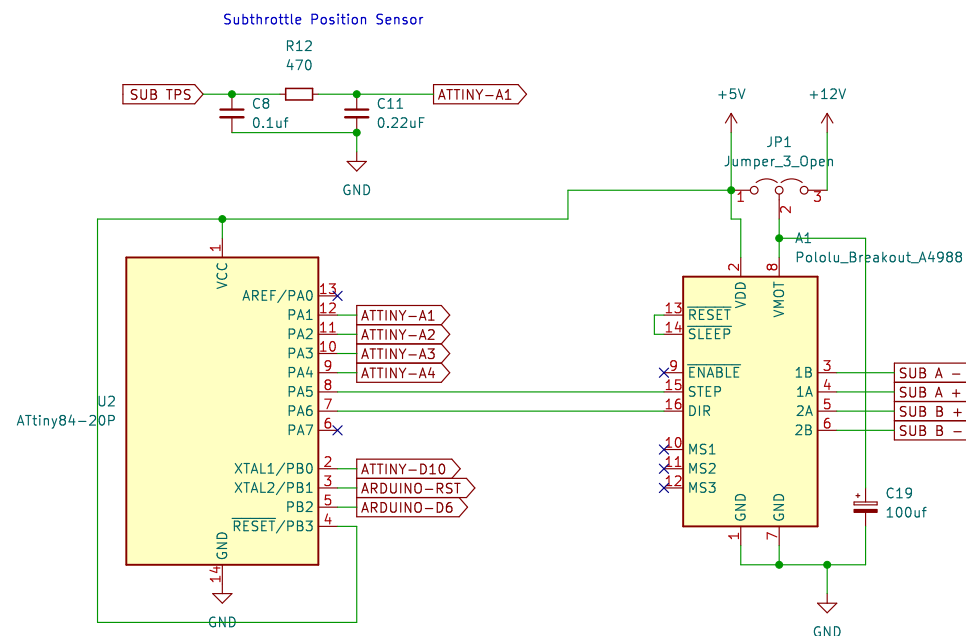 Subthrottle Position Sensor
R12
470
SUB TPS
C8
0.1uf
C11
0.22uF
ATTINY-A1
GND
+5V
+12V
JP1
Jumper_3_Open
1
2
3
A1
Pololu_Breakout_A4988
1
VCC
AREF/PA0
13
PA1
12
ATTINY-A1
PA2
11
ATTINY-A2
PA3
10
ATTINY-A3
PA4
9
ATTINY-A4
PA5
8
PA6
7
PA7
6
U2
ATtiny84-20P
XTAL1/PB0
2
ATTINY-D10
XTAL2/PB1
3
ARDUINO-RST
PB2
5
ARDUINO-D6
RESET/PB3
4
GND
14
GND
2
VDD
8
VMOT
13
RESET
14
SLEEP
9
ENABLE
15
STEP
16
DIR
10
MS1
11
MS2
12
MS3
1B
3
SUB A -
1A
4
SUB A +
2A
5
SUB B +
2B
6
SUB B -
GND
1
GND
7
+
C19
100uf
GND